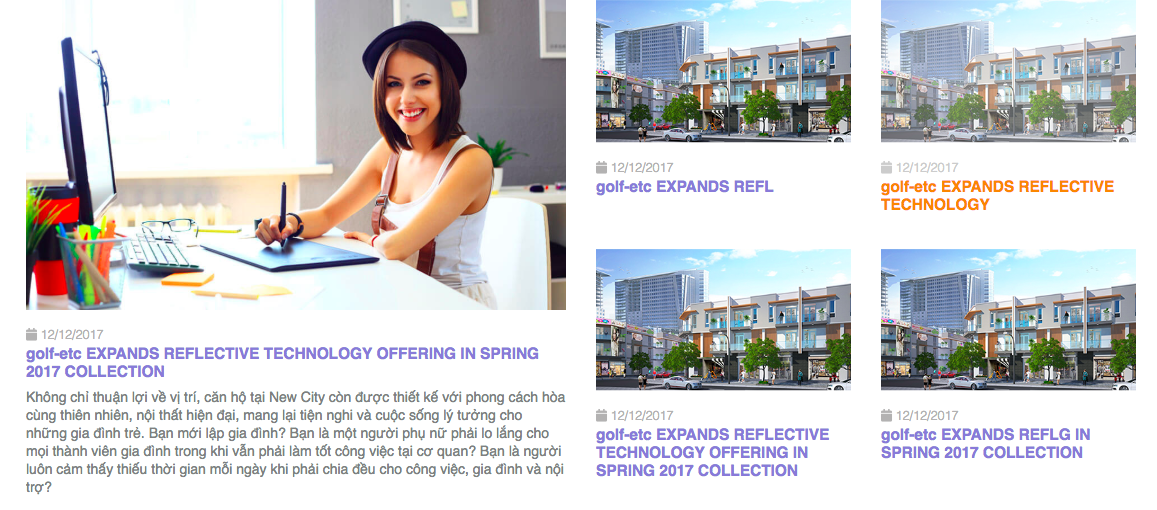 12/12/2017
golf-etc EXPANDS REFLECTIVE TECHNOLOGY OFFERING IN SPRING
2017 COLLECTION
Không chỉ thuận lợi về vị trí, căn hộ tại New City còn được thiết kế với phong cách hòa
cùng thiên nhiên, nội thất hiện đại, mang lại tiện nghi và cuộc sống lý tưởng cho
những gia đình trẻ. Bạn mới lập gia đình? Bạn là một người phụ nữ phải lo lắng cho
mọi thành viên gia đình trong khi vẫn phải làm tốt công việc tại cơ quan? Bạn là người
luôn cảm thấy thiếu thời gian mỗi ngày khi phải chia đều cho công việc, gia đình và nội
trợ?
12/12/2017
golf-etc EXPANDS REFL
12/12/2017
golf-etc EXPANDS REFLECTIVE
TECHNOLOGY
12/12/2017
golf-etc EXPANDS REFLECTIVE
TECHNOLOGY OFFERING IN
SPRING 2017 COLLECTION
12/12/2017
golf-etc EXPANDS REFLG IN
SPRING 2017 COLLECTION